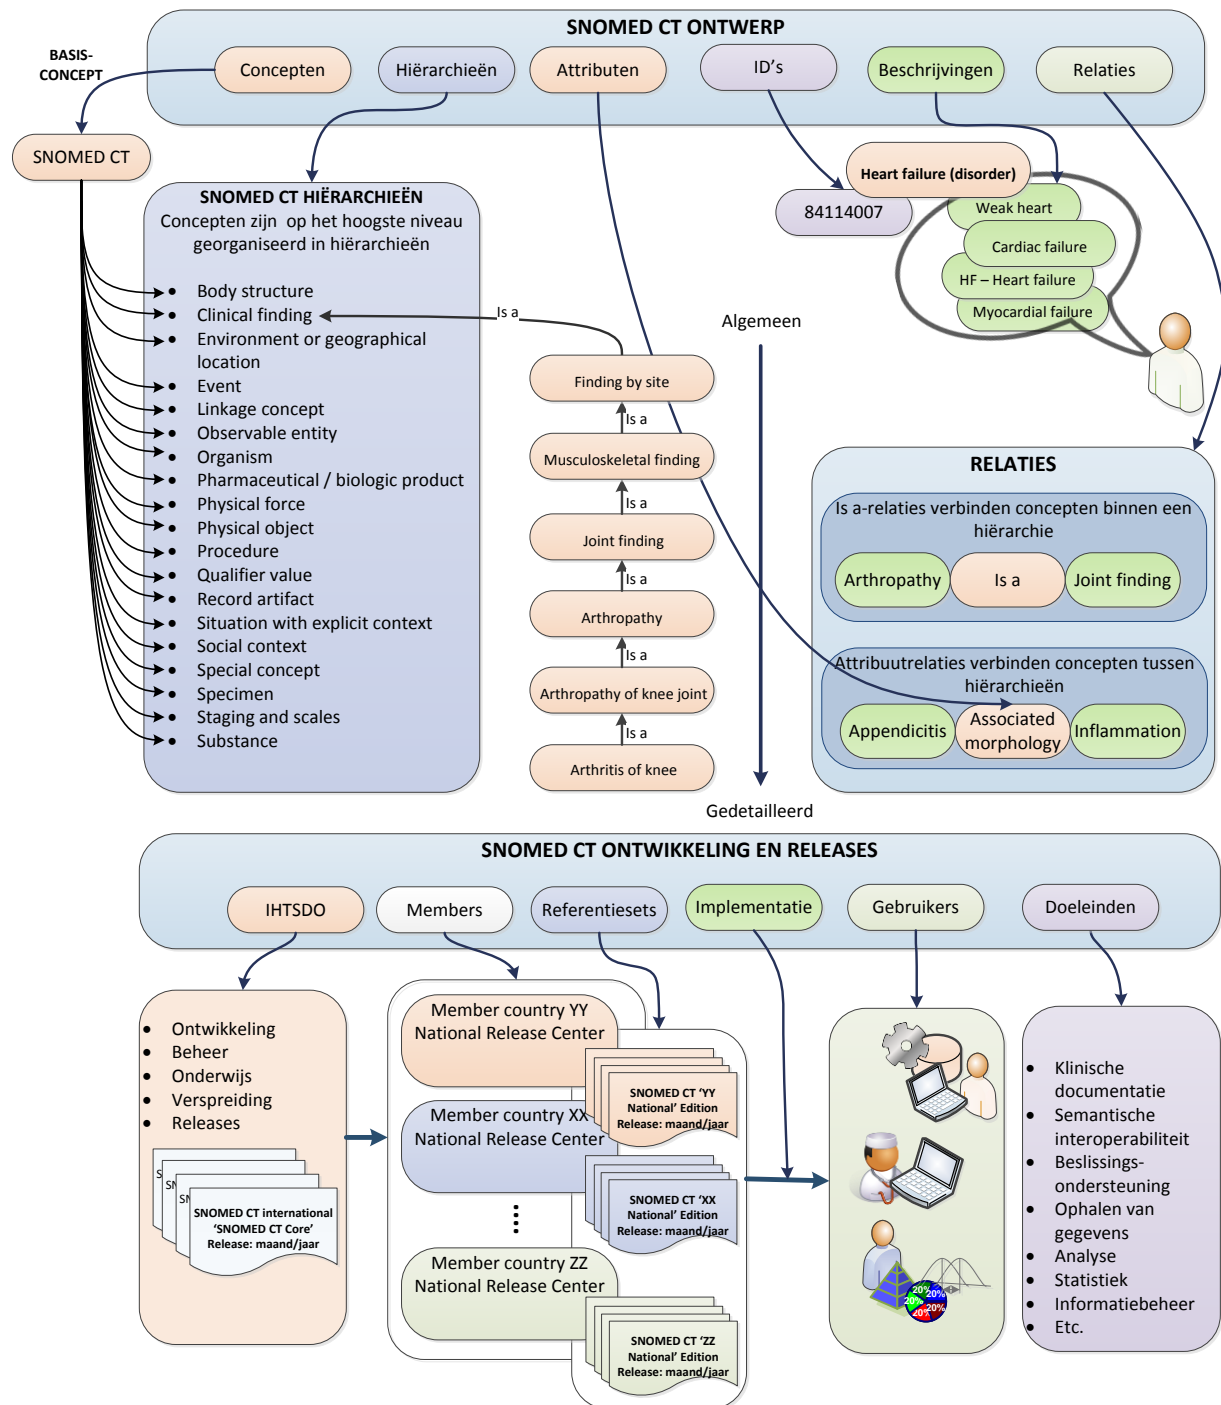 SNOMED CT ONTWERP
BASIS-
CONCEPT
Concepten
Hiërarchieën
Attributen
ID's
Beschrijvingen
Relaties
SNOMED CT
SNOMED CT HIËRARCHIEËN
Concepten zijn op het hoogste niveau
georganiseerd in hiërarchieën
• Body structure
• Clinical finding
• Environment or geographical
location
• Event
• Linkage concept
• Observable entity
• Organism
• Pharmaceutical / biologic product
• Physical force
• Physical object
• Procedure
• Qualifier value
• Record artifact
• Situation with explicit context
• Social context
• Special concept
• Specimen
• Staging and scales
• Substance
Is a
Finding by site
Is a
Musculoskeletal finding
Is a
Joint finding
Is a
Arthropathy
Is a
Arthropathy of knee joint
Is a
Arthritis of knee
Algemeen
Gedetailleerd
Heart failure (disorder)
84114007
Weak heart
Cardiac failure
HF – Heart failure
Myocardial failure
RELATIES
Is a-relaties verbinden concepten binnen een
hiërarchie
Arthropathy
Is a
Joint finding
Attribuutrelaties verbinden concepten tussen
hiërarchieën
Appendicitis
Associated
morphology
Inflammation
SNOMED CT ONTWIKKELING EN RELEASES
IHTSDO
Members
Referentiesets
Implementatie
Gebruikers
Doeleinden
• Ontwikkeling
• Beheer
• Onderwijs
• Verspreiding
• Releases
SNOMED CT international
'SNOMED CT Core'
Release: maand/jaar
Member country YY
National Release Center
SNOMED CT 'YY
National' Edition
Release: maand/jaar
Member country XX
National Release Center
SNOMED CT 'XX
National' Edition
Release: maand/jaar
Member country ZZ
National Release Center
SNOMED CT 'ZZ
National' Edition
Release: maand/jaar
20%
20%
20%
20%
20%
• Klinische
documentatie
• Semantische
interoperabiliteit
• Beslissings-
ondersteuning
• Ophalen van
gegevens
• Analyse
• Statistiek
• Informatiebeheer
• Etc.